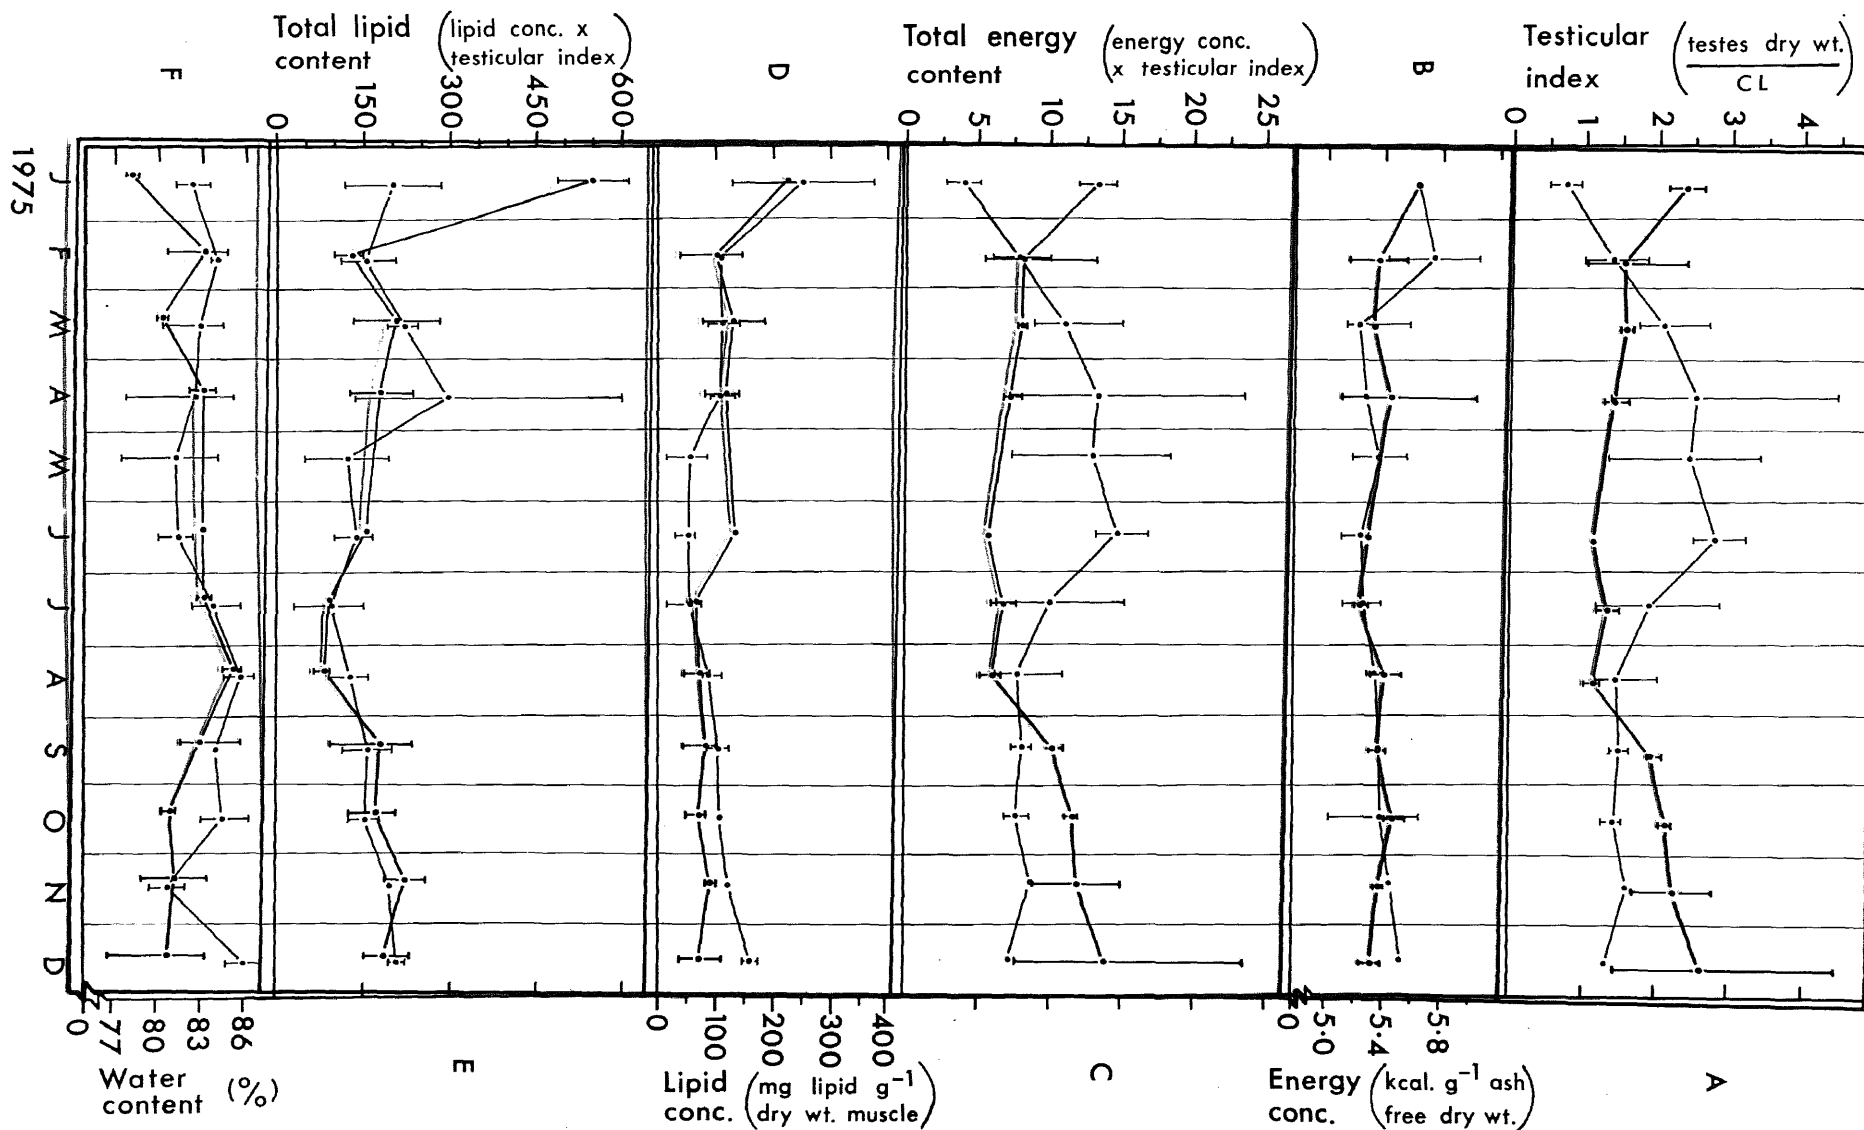 Total lipid
content
(lipid conc. x
testicular index)
Total energy
content
(energy conc.
x testicular index)
Testicular
index
(testes dry wt.
CL)
F
D
B
0
150
300
450
600
0
5
10
15
20
25
0
1
2
3
4
1975
J
F
M
A
M
J
J
A
S
O
N
D
0
77
80
83
86
0
100
200
300
400
0
5·0
5·4
5·8
Water
content
(%)
E
Lipid
conc.
(mg lipid g⁻¹
dry wt. muscle)
C
Energy
conc.
(kcal. g⁻¹ ash
free dry wt.)
A